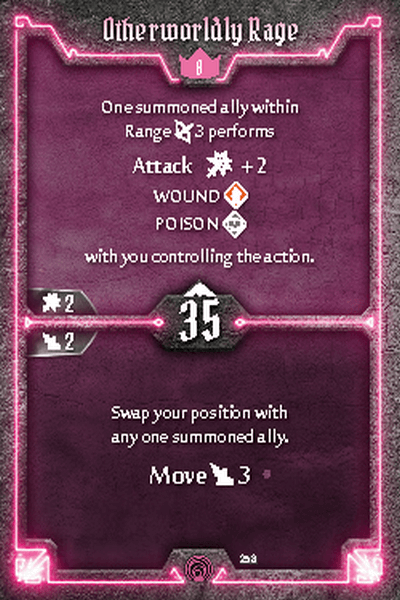 Otherworldly Rage
8
One summoned ally within
Range 3 performs
Attack +2
WOUND
POISON
with you controlling the action.
2
35
2
Swap your position with
any one summoned ally.
Move 3